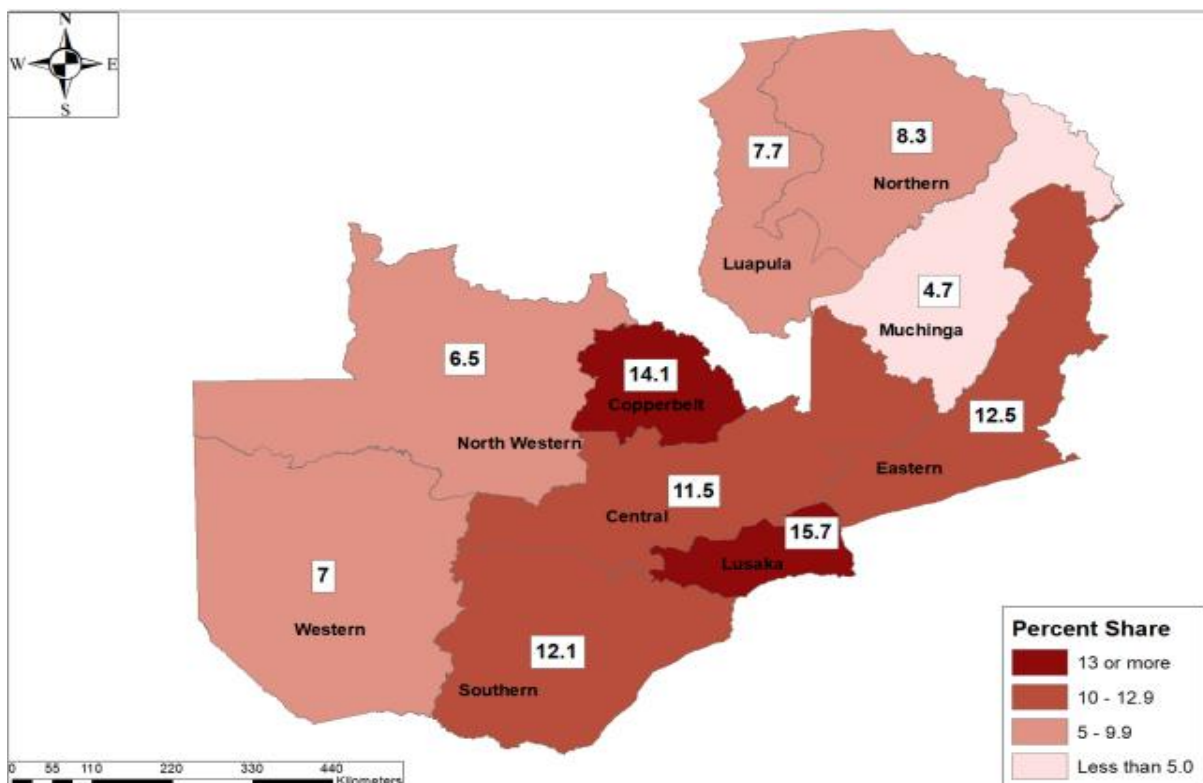 N
W E
S
7.7
8.3
Northern
Luapula
4.7
Muchinga
6.5
14.1
Copperbelt
12.5
North Western
Eastern
11.5
Central
15.7
Lusaka
7
Western
12.1
Southern
Percent Share
13 or more
10 - 12.9
5 - 9.9
Less than 5.0
0 55 110 220 330 440
Kilometers